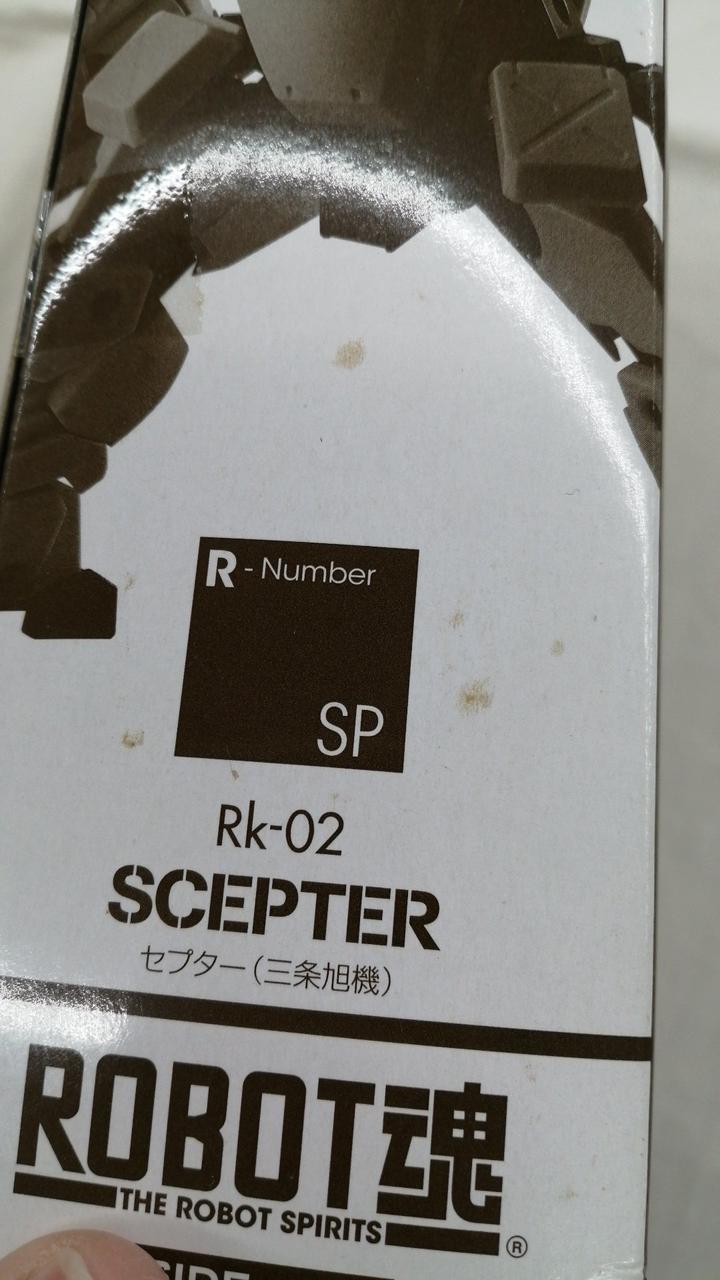 R - Number
SP
Rk-02
SCEPTER
セプター(三条旭機)
ROBOT魂
THE ROBOT SPIRITS
®
SIDE